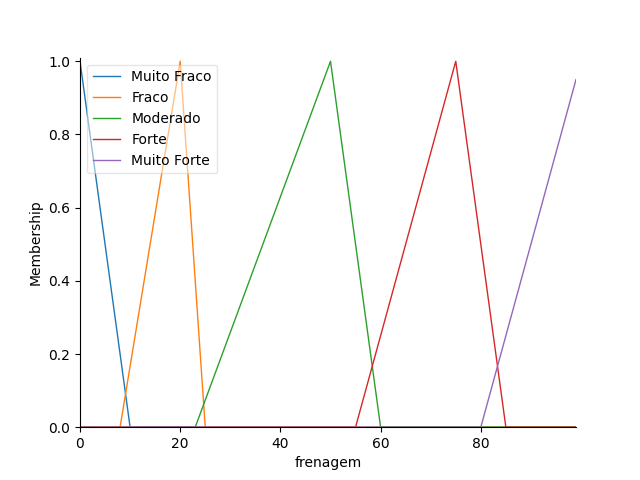 1.0
0.8
0.6
0.4
0.2
0.0
Membership
Muito Fraco
Fraco
Moderado
Forte
Muito Forte
0 20 40 60 80
frenagem